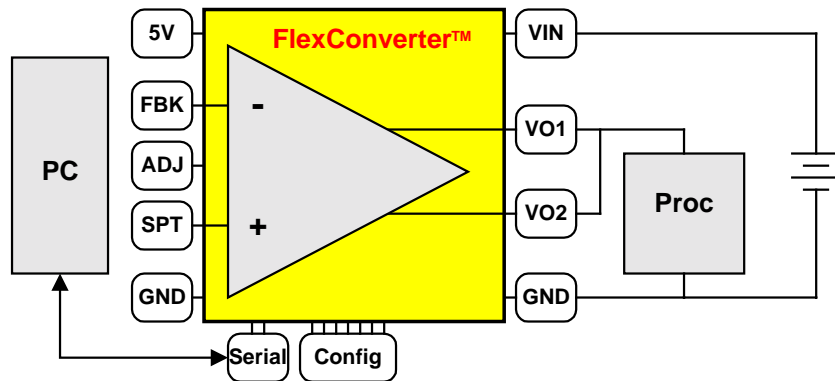 5V
FlexConverter™
VIN
FBK
-
VO1
PC
ADJ
Proc
SPT
+
VO2
GND
GND
Serial
Config